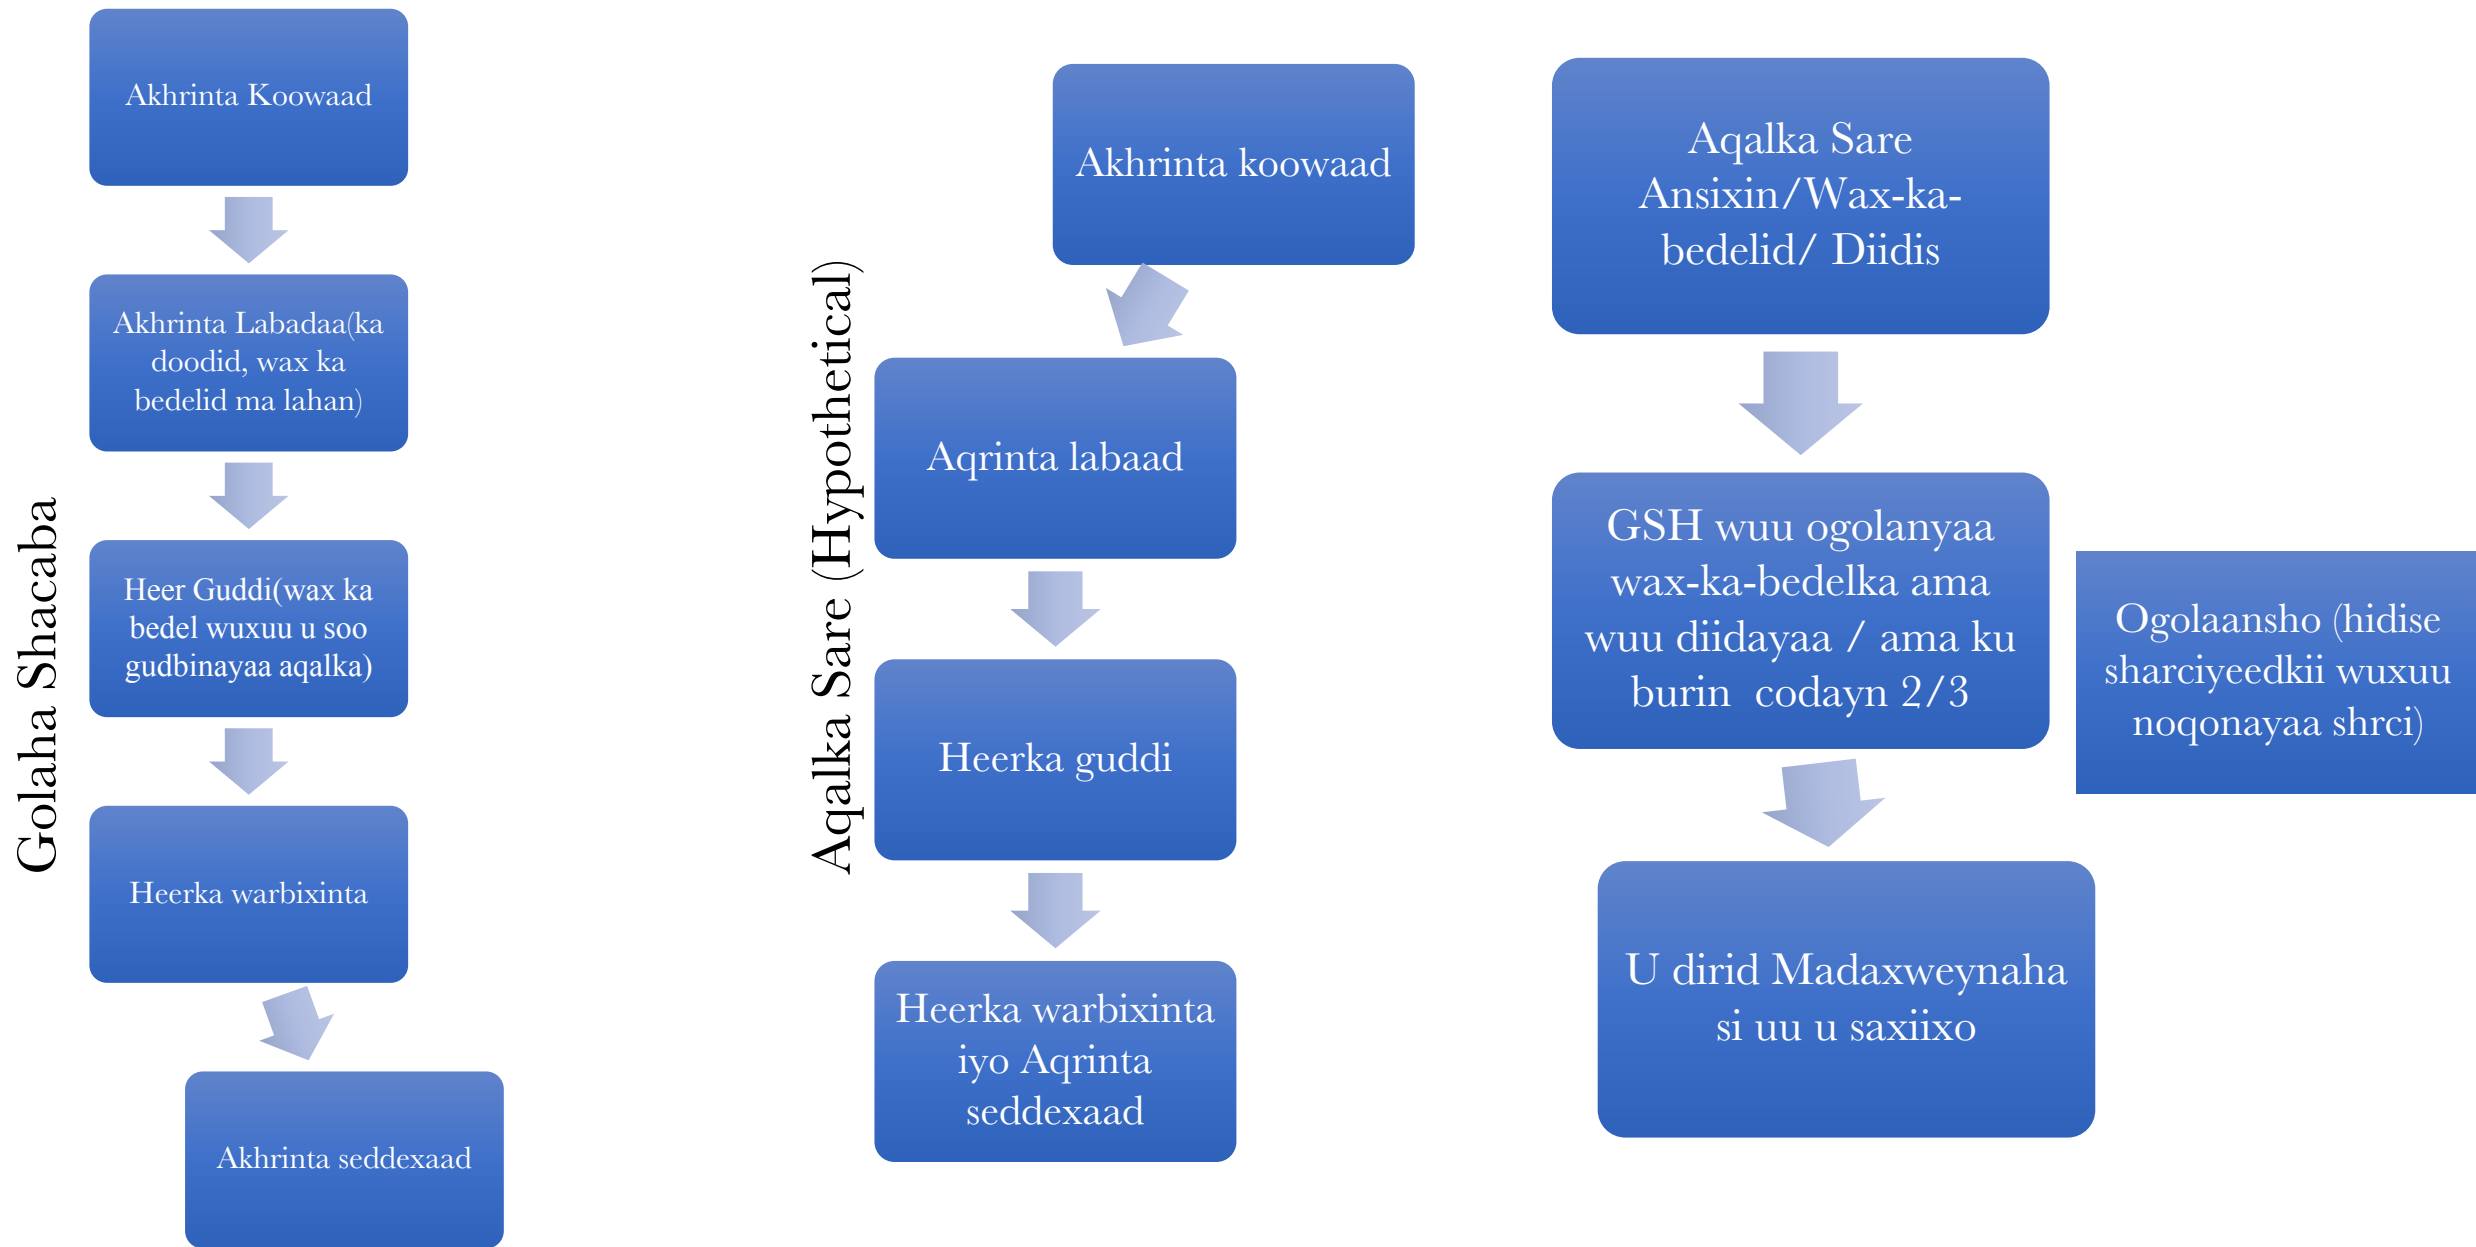 Golaha Shacaba
Akhrinta Koowaad
Akhrinta Labadaa(ka
doodid, wax ka
bedelid ma lahan)
Heer Guddi(wax ka
bedel wuxuu u soo
gudbinayaa aqalka)
Heerka warbixinta
Akhrinta seddexaad
Aqalka Sare (Hypothetical)
Akhrinta koowaad
Aqrinta labaad
Heerka guddi
Heerka warbixinta
iyo Aqrinta
seddexaad
Aqalka Sare
Ansixin/Wax-ka-
bedelid/ Diidis
GSH wuu ogolanyaa
wax-ka-bedelka ama
wuu diidayaa / ama ku
burin codayn 2/3
U dirid Madaxweynaha
si uu u saxiixo
Ogolaansho (hidise
sharciyeedkii wuxuu
noqonayaa shrci)